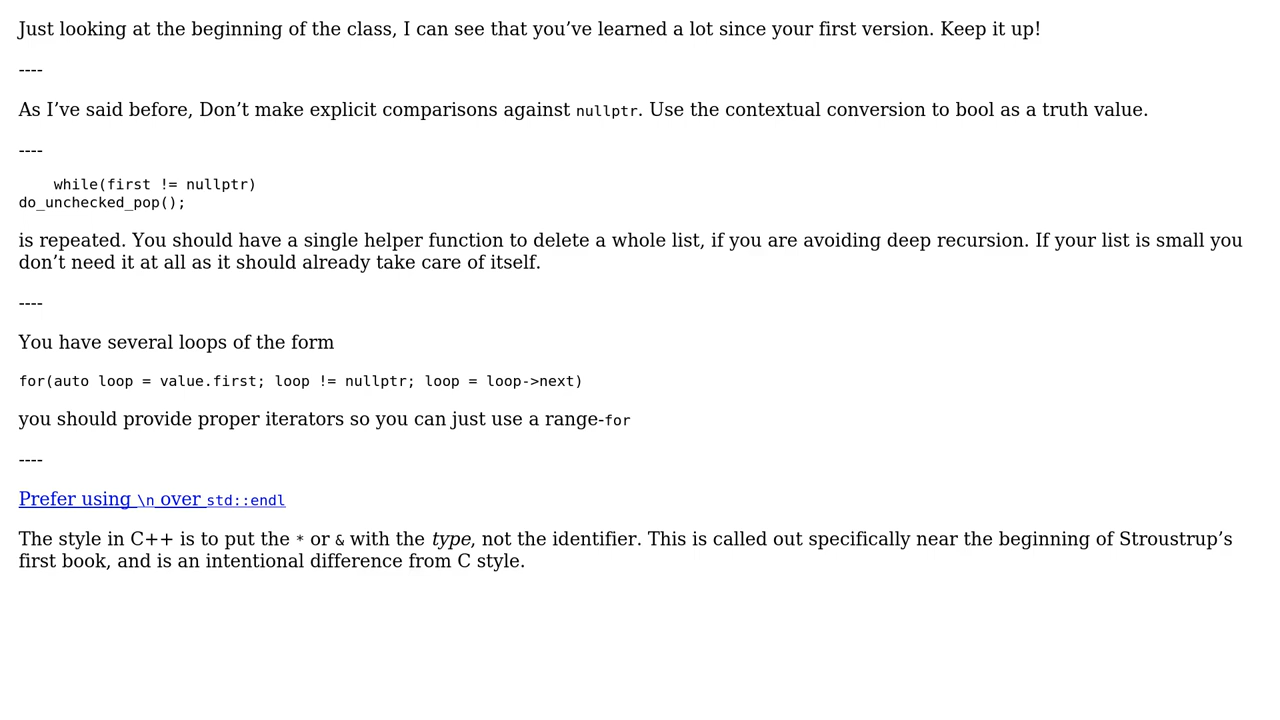 Just looking at the beginning of the class, I can see that you’ve learned a lot since your first version. Keep it up!
----
As I’ve said before, Don’t make explicit comparisons against nullptr. Use the contextual conversion to bool as a truth value.
----
    while(first != nullptr)
do_unchecked_pop();
is repeated. You should have a single helper function to delete a whole list, if you are avoiding deep recursion. If your list is small you
don’t need it at all as it should already take care of itself.
----
You have several loops of the form
for(auto loop = value.first; loop != nullptr; loop = loop->next)
you should provide proper iterators so you can just use a range-for
----
Prefer using \n over std::endl
The style in C++ is to put the * or & with the type, not the identifier. This is called out specifically near the beginning of Stroustrup’s
first book, and is an intentional difference from C style.